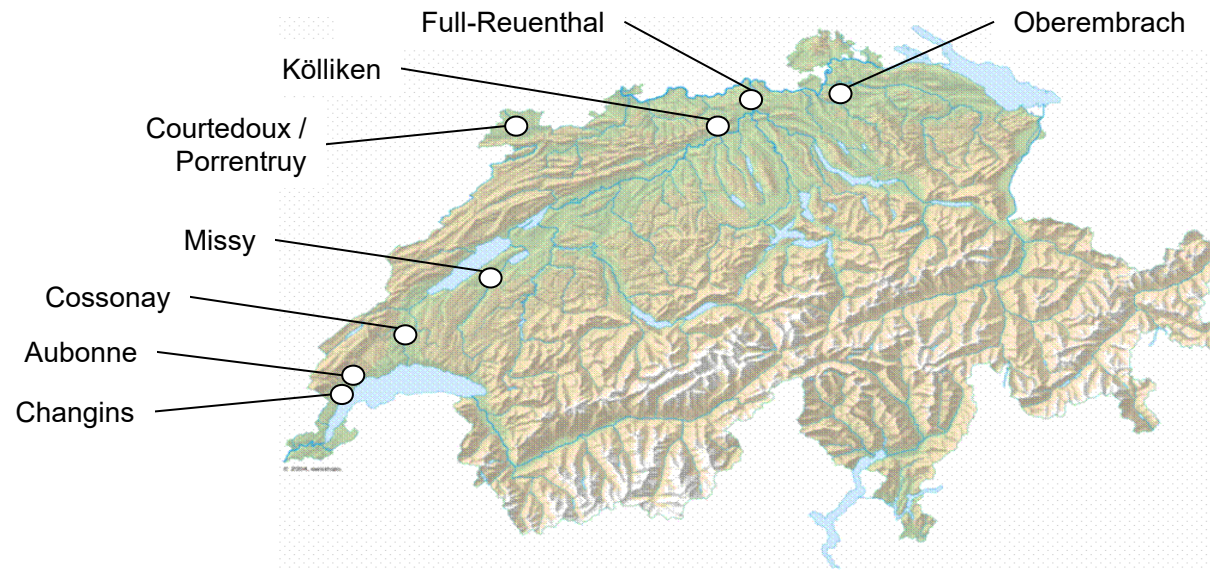 Full-Reuenthal
Oberembrach
Kölliken
Courtedoux /
Porrentruy
Missy
Cossonay
Aubonne
Changins